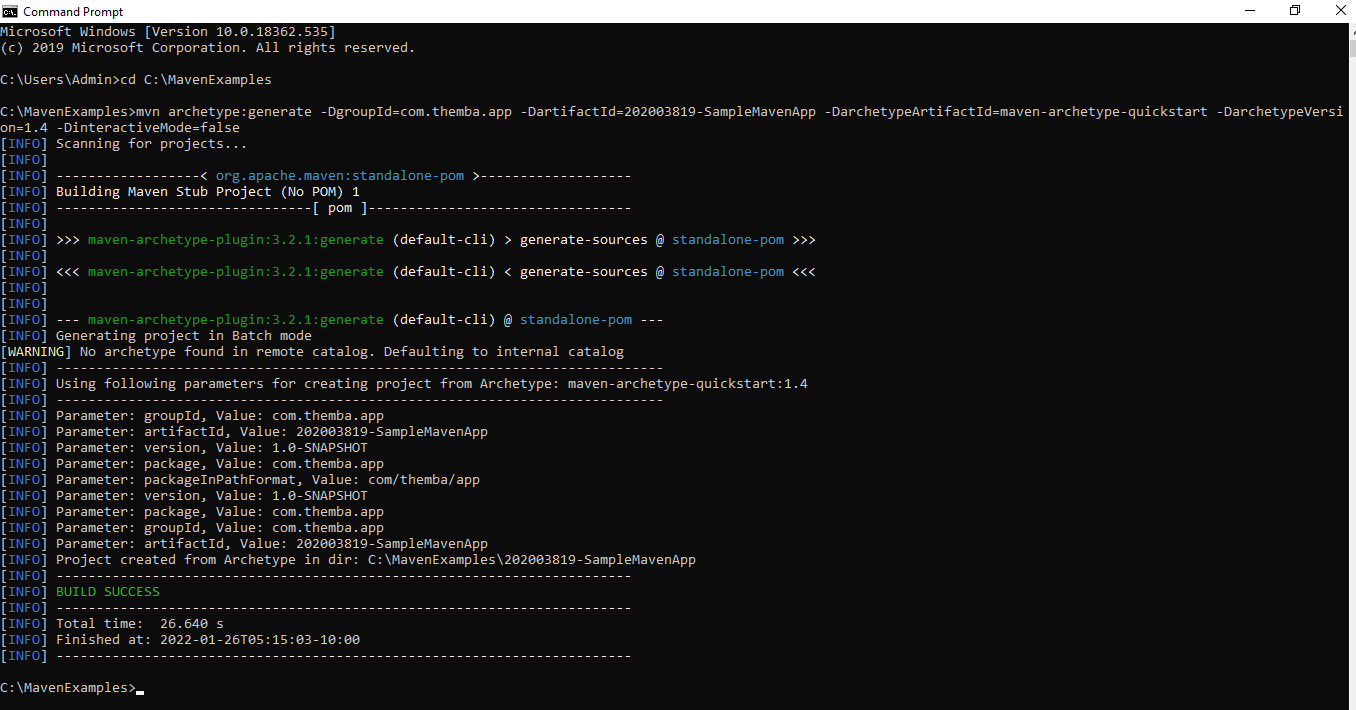 Command Prompt
Microsoft Windows [Version 10.0.18362.535]
(c) 2019 Microsoft Corporation. All rights reserved.
C:\Users\Admin>cd C:\MavenExamples
C:\MavenExamples>mvn archetype:generate -DgroupId=com.themba.app -DartifactId=202003819-SampleMavenApp -DarchetypeArtifactId=maven-archetype-quickstart -DarchetypeVersi
on=1.4 -DinteractiveMode=false
[INFO] Scanning for projects...
[INFO]
[INFO] ------------------< org.apache.maven:standalone-pom >-------------------
[INFO] Building Maven Stub Project (No POM) 1
[INFO] --------------------------------[ pom ]---------------------------------
[INFO]
[INFO] >>> maven-archetype-plugin:3.2.1:generate (default-cli) > generate-sources @ standalone-pom >>>
[INFO]
[INFO] <<< maven-archetype-plugin:3.2.1:generate (default-cli) < generate-sources @ standalone-pom <<<
[INFO]
[INFO]
[INFO] --- maven-archetype-plugin:3.2.1:generate (default-cli) @ standalone-pom ---
[INFO] Generating project in Batch mode
[WARNING] No archetype found in remote catalog. Defaulting to internal catalog
[INFO] ----------------------------------------------------------------------------
[INFO] Using following parameters for creating project from Archetype: maven-archetype-quickstart:1.4
[INFO] ----------------------------------------------------------------------------
[INFO] Parameter: groupId, Value: com.themba.app
[INFO] Parameter: artifactId, Value: 202003819-SampleMavenApp
[INFO] Parameter: version, Value: 1.0-SNAPSHOT
[INFO] Parameter: package, Value: com.themba.app
[INFO] Parameter: packageInPathFormat, Value: com/themba/app
[INFO] Parameter: version, Value: 1.0-SNAPSHOT
[INFO] Parameter: package, Value: com.themba.app
[INFO] Parameter: groupId, Value: com.themba.app
[INFO] Parameter: artifactId, Value: 202003819-SampleMavenApp
[INFO] Project created from Archetype in dir: C:\MavenExamples\202003819-SampleMavenApp
[INFO] ------------------------------------------------------------------------
[INFO] BUILD SUCCESS
[INFO] ------------------------------------------------------------------------
[INFO] Total time:  26.640 s
[INFO] Finished at: 2022-01-26T05:15:03-10:00
[INFO] ------------------------------------------------------------------------
C:\MavenExamples>